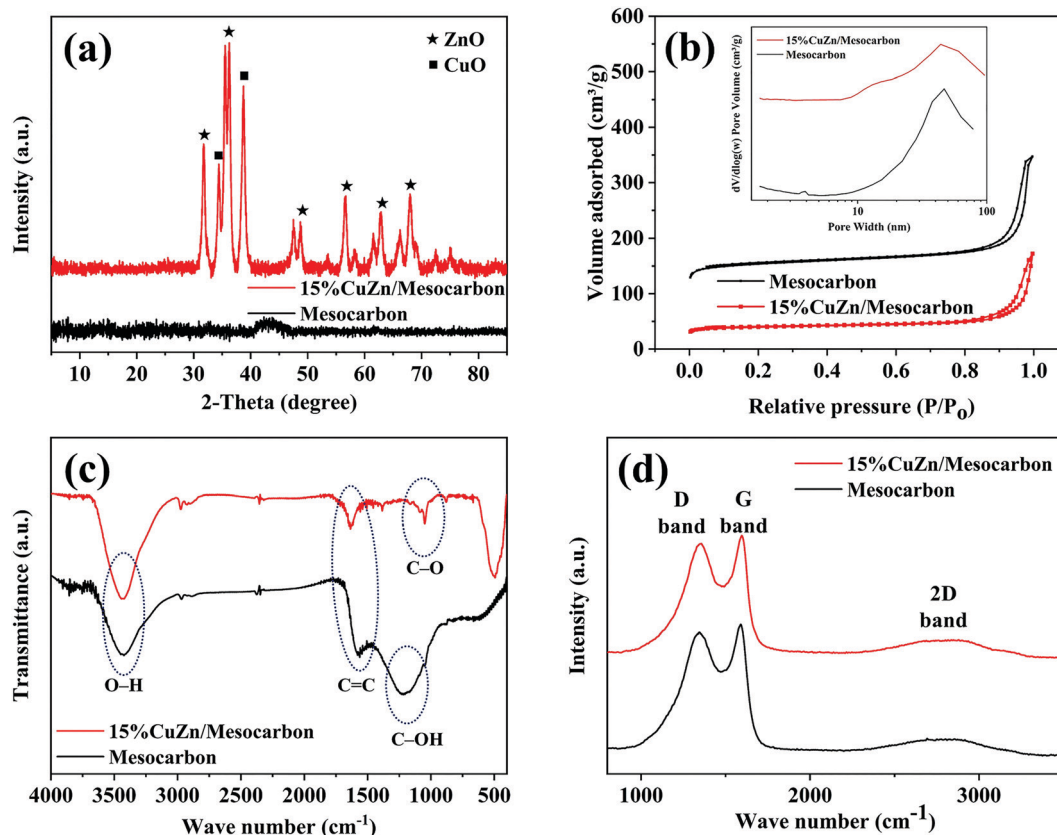 (a)
★ ZnO
■ CuO
Intensity (a.u.)
15%CuZn/Mesocarbon
Mesocarbon
10 20 30 40 50 60 70 80
2-Theta (degree)
(b)
Volume adsorbed (cm³/g)
600
500
400
300
200
100
0
15%CuZn/Mesocarbon
Mesocarbon
dV/dlog(w) Pore Volume (cm³/g)
10 100
Pore Width (nm)
Mesocarbon
15%CuZn/Mesocarbon
0.0 0.2 0.4 0.6 0.8 1.0
Relative pressure (P/P₀)
(c)
Transmittance (a.u.)
C–O
O–H
C=C
C–OH
15%CuZn/Mesocarbon
Mesocarbon
4000 3500 3000 2500 2000 1500 1000 500
Wave number (cm⁻¹)
(d)
15%CuZn/Mesocarbon
Mesocarbon
D
band
G
band
2D
band
Intensity (a.u.)
1000 2000 3000
Wave number (cm⁻¹)